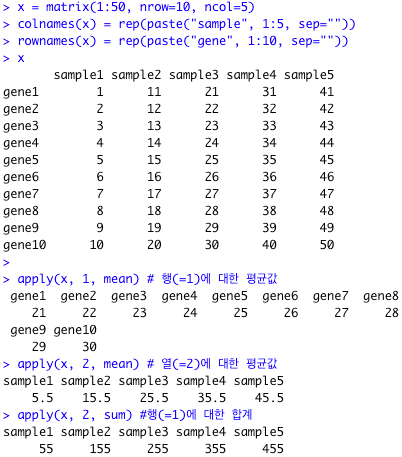 > x = matrix(1:50, nrow=10, ncol=5)
> colnames(x) = rep(paste("sample", 1:5, sep=""))
> rownames(x) = rep(paste("gene", 1:10, sep=""))
> x
sample1 sample2 sample3 sample4 sample5
gene1 1 11 21 31 41
gene2 2 12 22 32 42
gene3 3 13 23 33 43
gene4 4 14 24 34 44
gene5 5 15 25 35 45
gene6 6 16 26 36 46
gene7 7 17 27 37 47
gene8 8 18 28 38 48
gene9 9 19 29 39 49
gene10 10 20 30 40 50
>
> apply(x, 1, mean) # 행(=1)에 대한 평균값
gene1 gene2 gene3 gene4 gene5 gene6 gene7 gene8
21 22 23 24 25 26 27 28
gene9 gene10
29 30
> apply(x, 2, mean) # 열(=2)에 대한 평균값
sample1 sample2 sample3 sample4 sample5
5.5 15.5 25.5 35.5 45.5
> apply(x, 2, sum) #행(=1)에 대한 합계
sample1 sample2 sample3 sample4 sample5
55 155 255 355 455